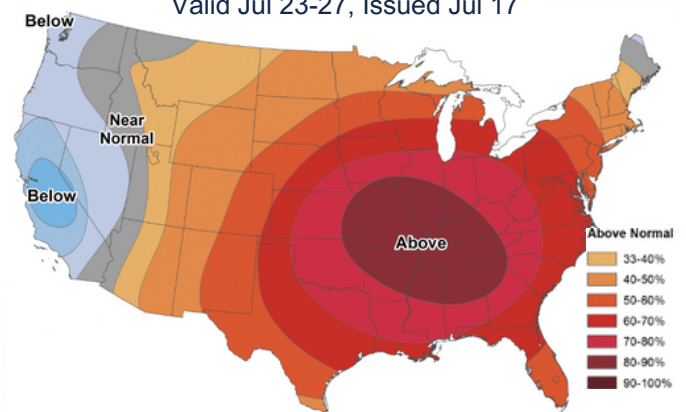 Valid Jul 23-27, Issued Jul 17
Below
Near
Normal
Below
Above
Above Normal
33-40%
40-50%
50-60%
60-70%
70-80%
80-90%
90-100%